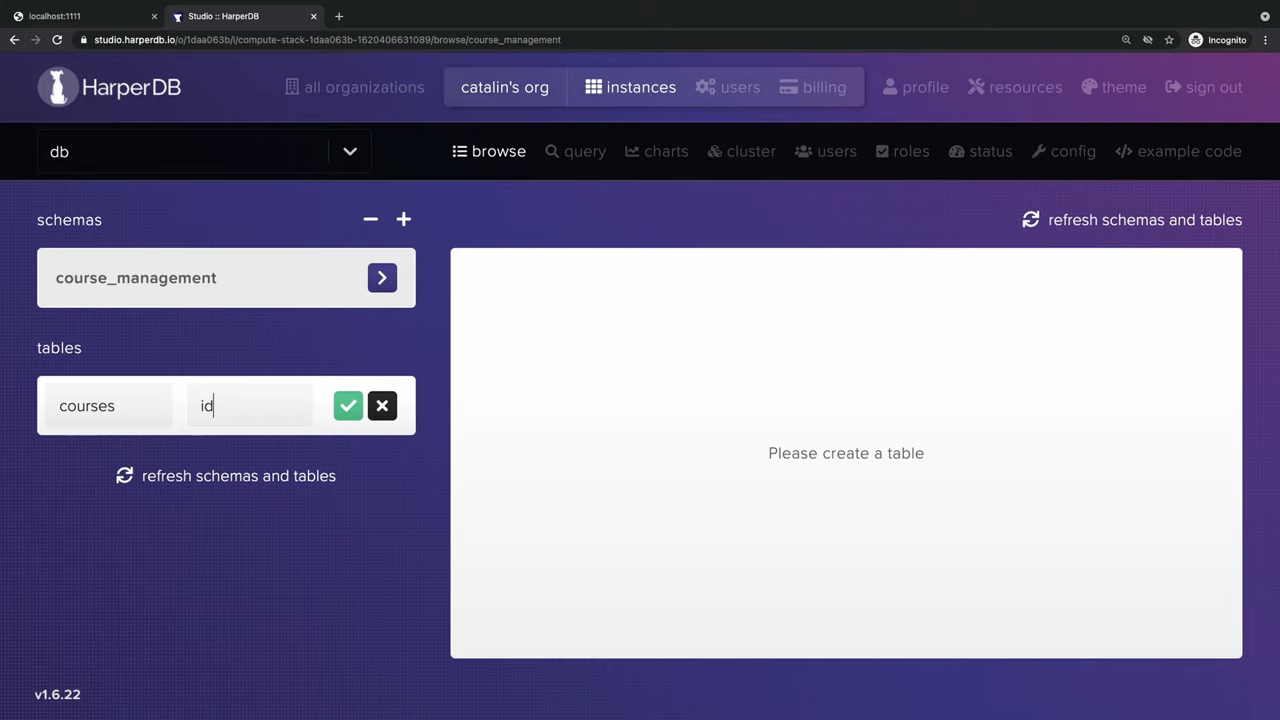 localhost:1111
Studio :: HarperDB
studio.harperdb.io/o/1daa063b/i/compute-stack-1daa063b-1620406631089/browse/course_management
Incognito
HarperDB
all organizations
catalin's org
instances
users
billing
profile
resources
theme
sign out
db
browse
query
charts
cluster
users
roles
status
config
example code
schemas
refresh schemas and tables
course_management
tables
courses
id
Please create a table
refresh schemas and tables
v1.6.22